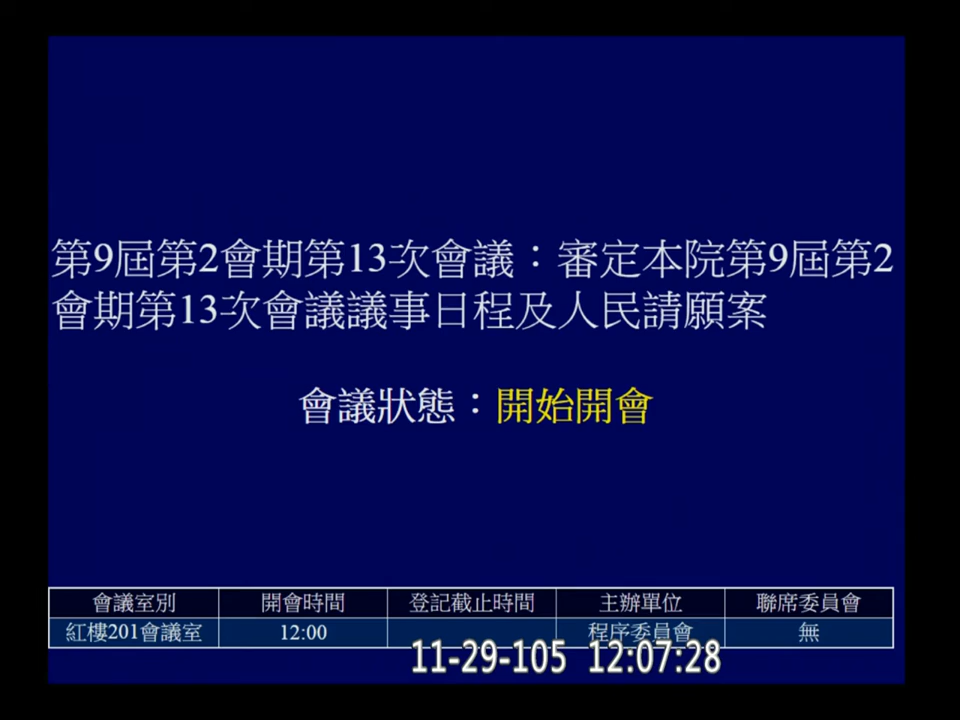 第9屆第2會期第13次會議：審定本院第9屆第2
會期第13次會議議事日程及人民請願案
會議狀態：開始開會
會議室別 開會時間 登記截止時間 主辦單位 聯席委員會
紅樓201會議室 12:00 程序委員會 無
11-29-105 12:07:28